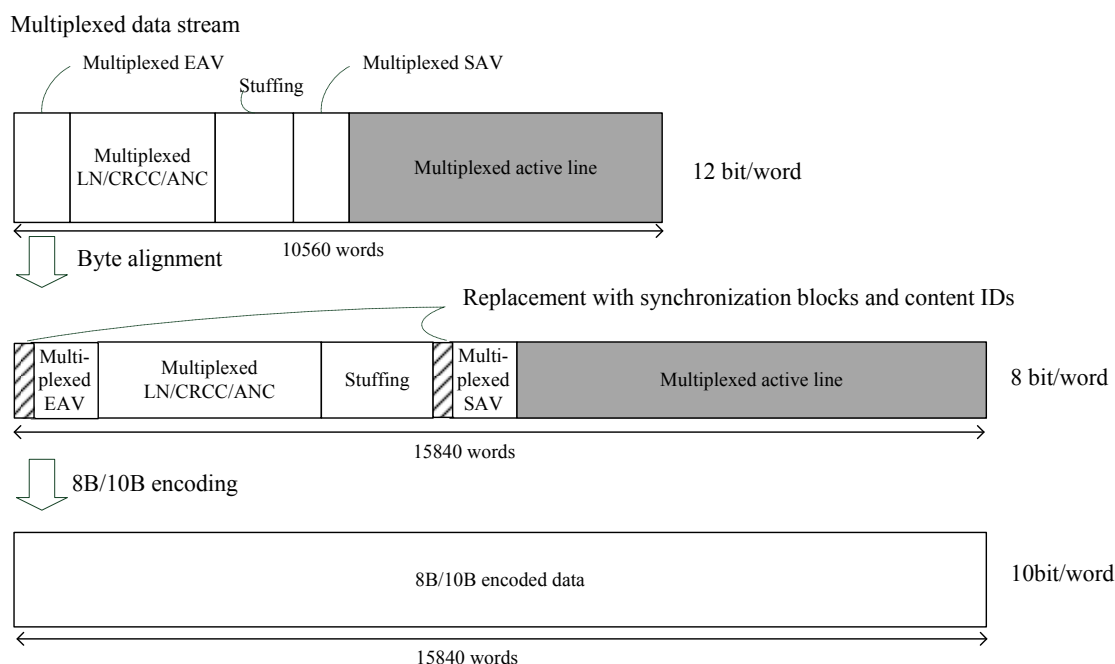 Multiplexed data stream
Multiplexed EAV
Stuffing
Multiplexed SAV
Multiplexed
LN/CRCC/ANC
Multiplexed active line
12 bit/word
10560 words
Byte alignment
Replacement with synchronization blocks and content IDs
Multi-
plexed
EAV
Multiplexed
LN/CRCC/ANC
Stuffing
Multi-
plexed
SAV
Multiplexed active line
8 bit/word
15840 words
8B/10B encoding
8B/10B encoded data
10bit/word
15840 words